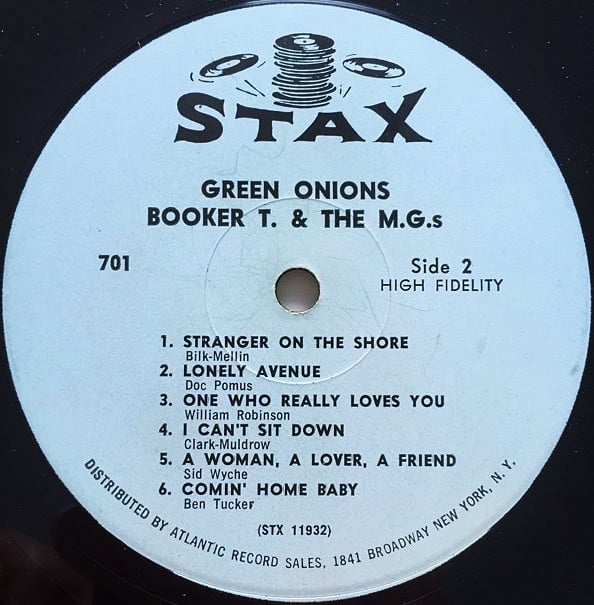 STAX
GREEN ONIONS
BOOKER T. & THE M.G.s
701
Side 2
HIGH FIDELITY
1. STRANGER ON THE SHORE
Bilk-Mellin
2. LONELY AVENUE
Doc Pomus
3. ONE WHO REALLY LOVES YOU
William Robinson
4. I CAN'T SIT DOWN
Clark-Muldrow
5. A WOMAN, A LOVER, A FRIEND
Sid Wyche
6. COMIN' HOME BABY
Ben Tucker
(STX 11932)
DISTRIBUTED BY ATLANTIC RECORD SALES, 1841 BROADWAY NEW YORK, N. Y.